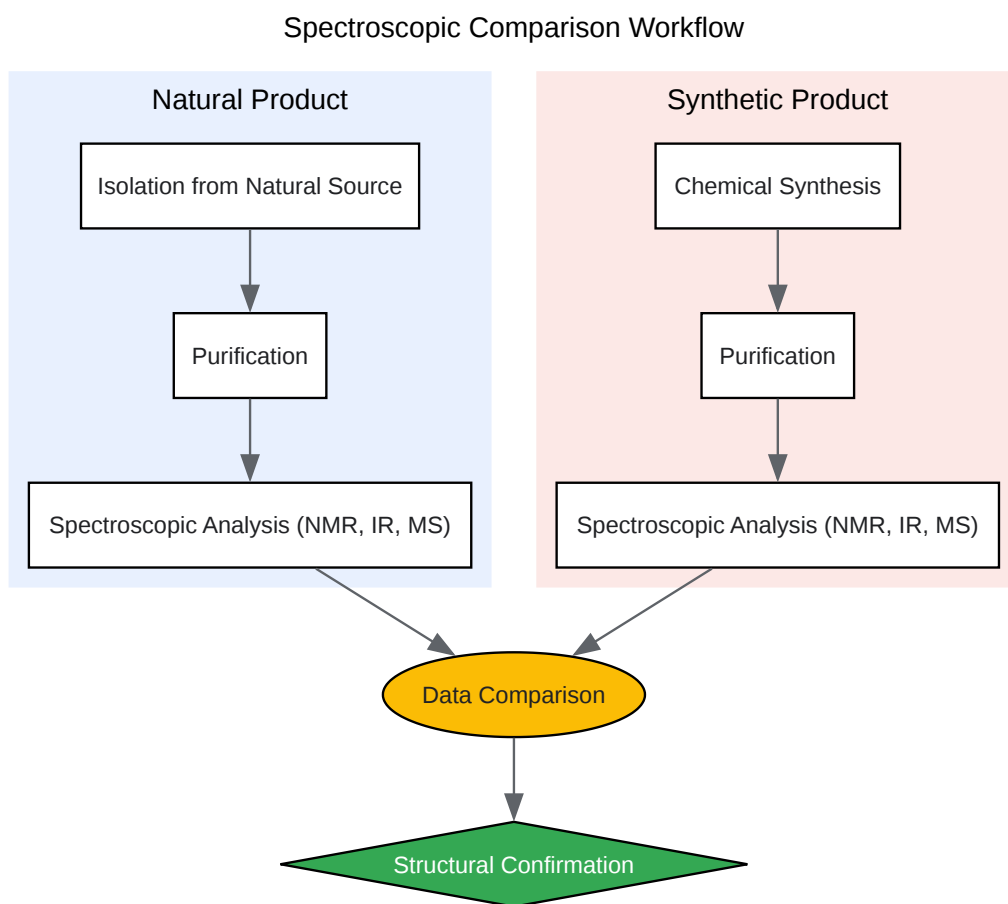 Spectroscopic Comparison Workflow
Natural Product
Isolation from Natural Source
Purification
Spectroscopic Analysis (NMR, IR, MS)
Synthetic Product
Chemical Synthesis
Purification
Spectroscopic Analysis (NMR, IR, MS)
Data Comparison
Structural Confirmation